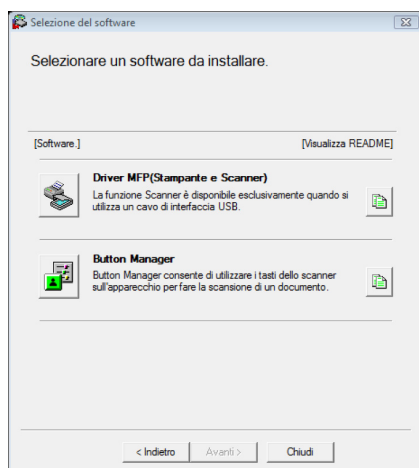 Selezione del software
Selezionare un software da installare.
[Software.] [Visualizza README]
Driver MFP(Stampante e Scanner)
La funzione Scanner è disponibile esclusivamente quando si
utilizza un cavo di interfaccia USB.
Button Manager
Button Manager consente di utilizzare i tasti dello scanner
sull'apparecchio per fare la scansione di un documento.
< Indietro Avanti > Chiudi